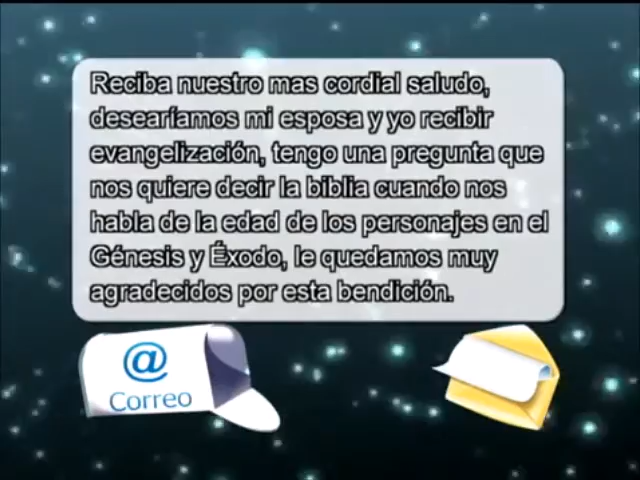 Reciba nuestro mas cordial saludo,
desearíamos mi esposa y yo recibir
evangelización, tengo una pregunta que
nos quiere decir la biblia cuando nos
habla de la edad de los personajes en el
Génesis y Éxodo, le quedamos muy
agradecidos por esta bendición.
@
Correo